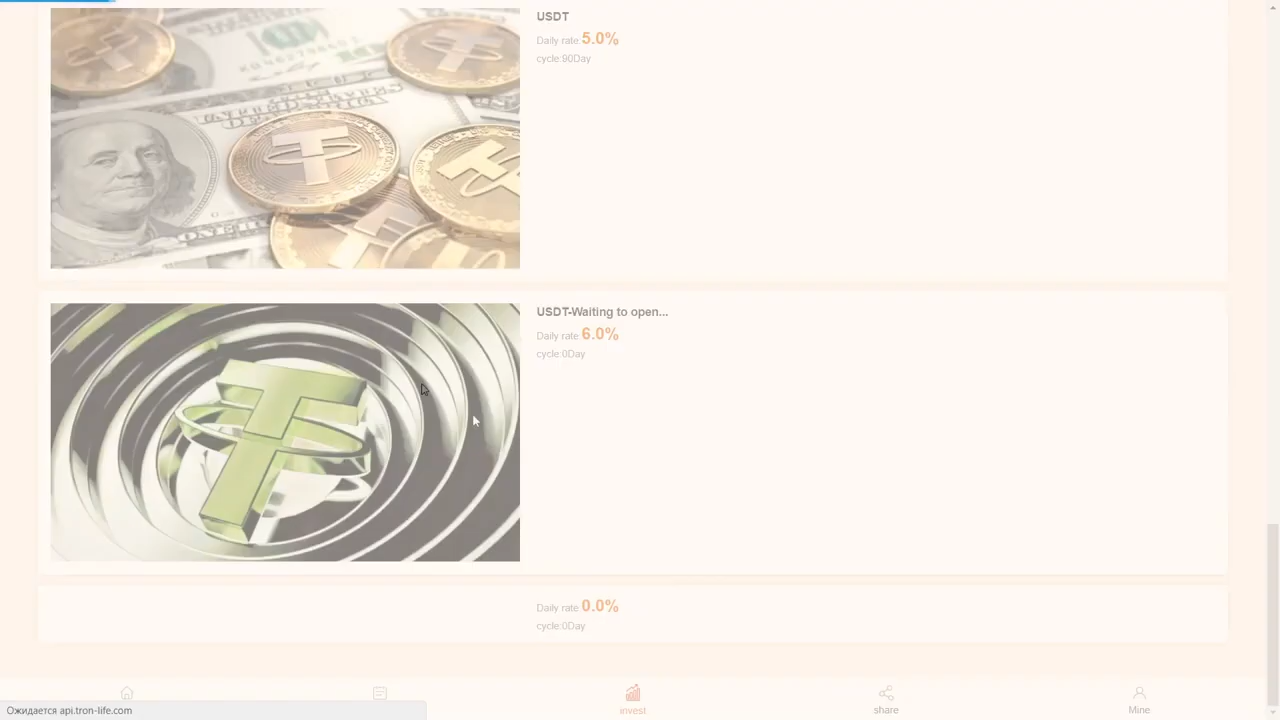 USDT
Daily rate 5.0%
cycle:90Day
USDT-Waiting to open...
Daily rate 6.0%
cycle:0Day
Daily rate 0.0%
cycle:0Day
invest
share
Mine
Ожидается api.tron-life.com